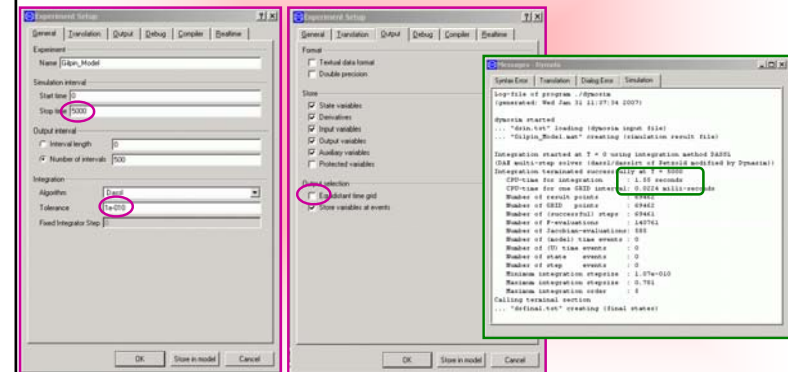 Experiment Setup
General Translation Output Debug Compiler Realtime
Experiment
Name Gilpin_Model
Simulation interval
Start time 0
Stop time 5000
Output interval
Interval length 0
Number of intervals 500
Integration
Algorithm Dassl
Tolerance 1e-010
Fixed Integrator Step 0
OK Store in model Cancel
Experiment Setup
General Translation Output Debug Compiler Realtime
Format
Textual data format
Double precision
Store
State variables
Derivatives
Input variables
Output variables
Auxiliary variables
Protected variables
Output selection
Equidistant time grid
Store variables at events
OK Store in model Cancel
Messages - Dymola
Syntax Error Translation Dialog Error Simulation
Log-file of program ./dymosim
(generated: Wed Jan 31 11:37:04 2007)
dymosim started
... "dsin.txt" loading (dymosim input file)
... "Gilpin_Model.mat" creating (simulation result file)
Integration started at T = 0 using integration method DASSL
(DAE multi-step solver (dassl/dasslrt of Petzold modified by Dynasim))
Integration terminated successfully at T = 5000
CPU-time for integration : seconds
CPU-time for one GRID interval: 0.0224 milli-seconds
Number of result points : 69462
Number of GRID points : 69462
Number of (successful) steps : 69461
Number of F-evaluations : 140761
Number of Jacobian-evaluations:
Number of (model) time events : 0
Number of (U) time events : 0
Number of state events : 0
Number of step events : 0
Minimum integration stepsize : 1.07e-010
Maximum integration stepsize : 0.781
Maximum integration order :
Calling terminal section
... "dsfinal.txt" creating (final states)